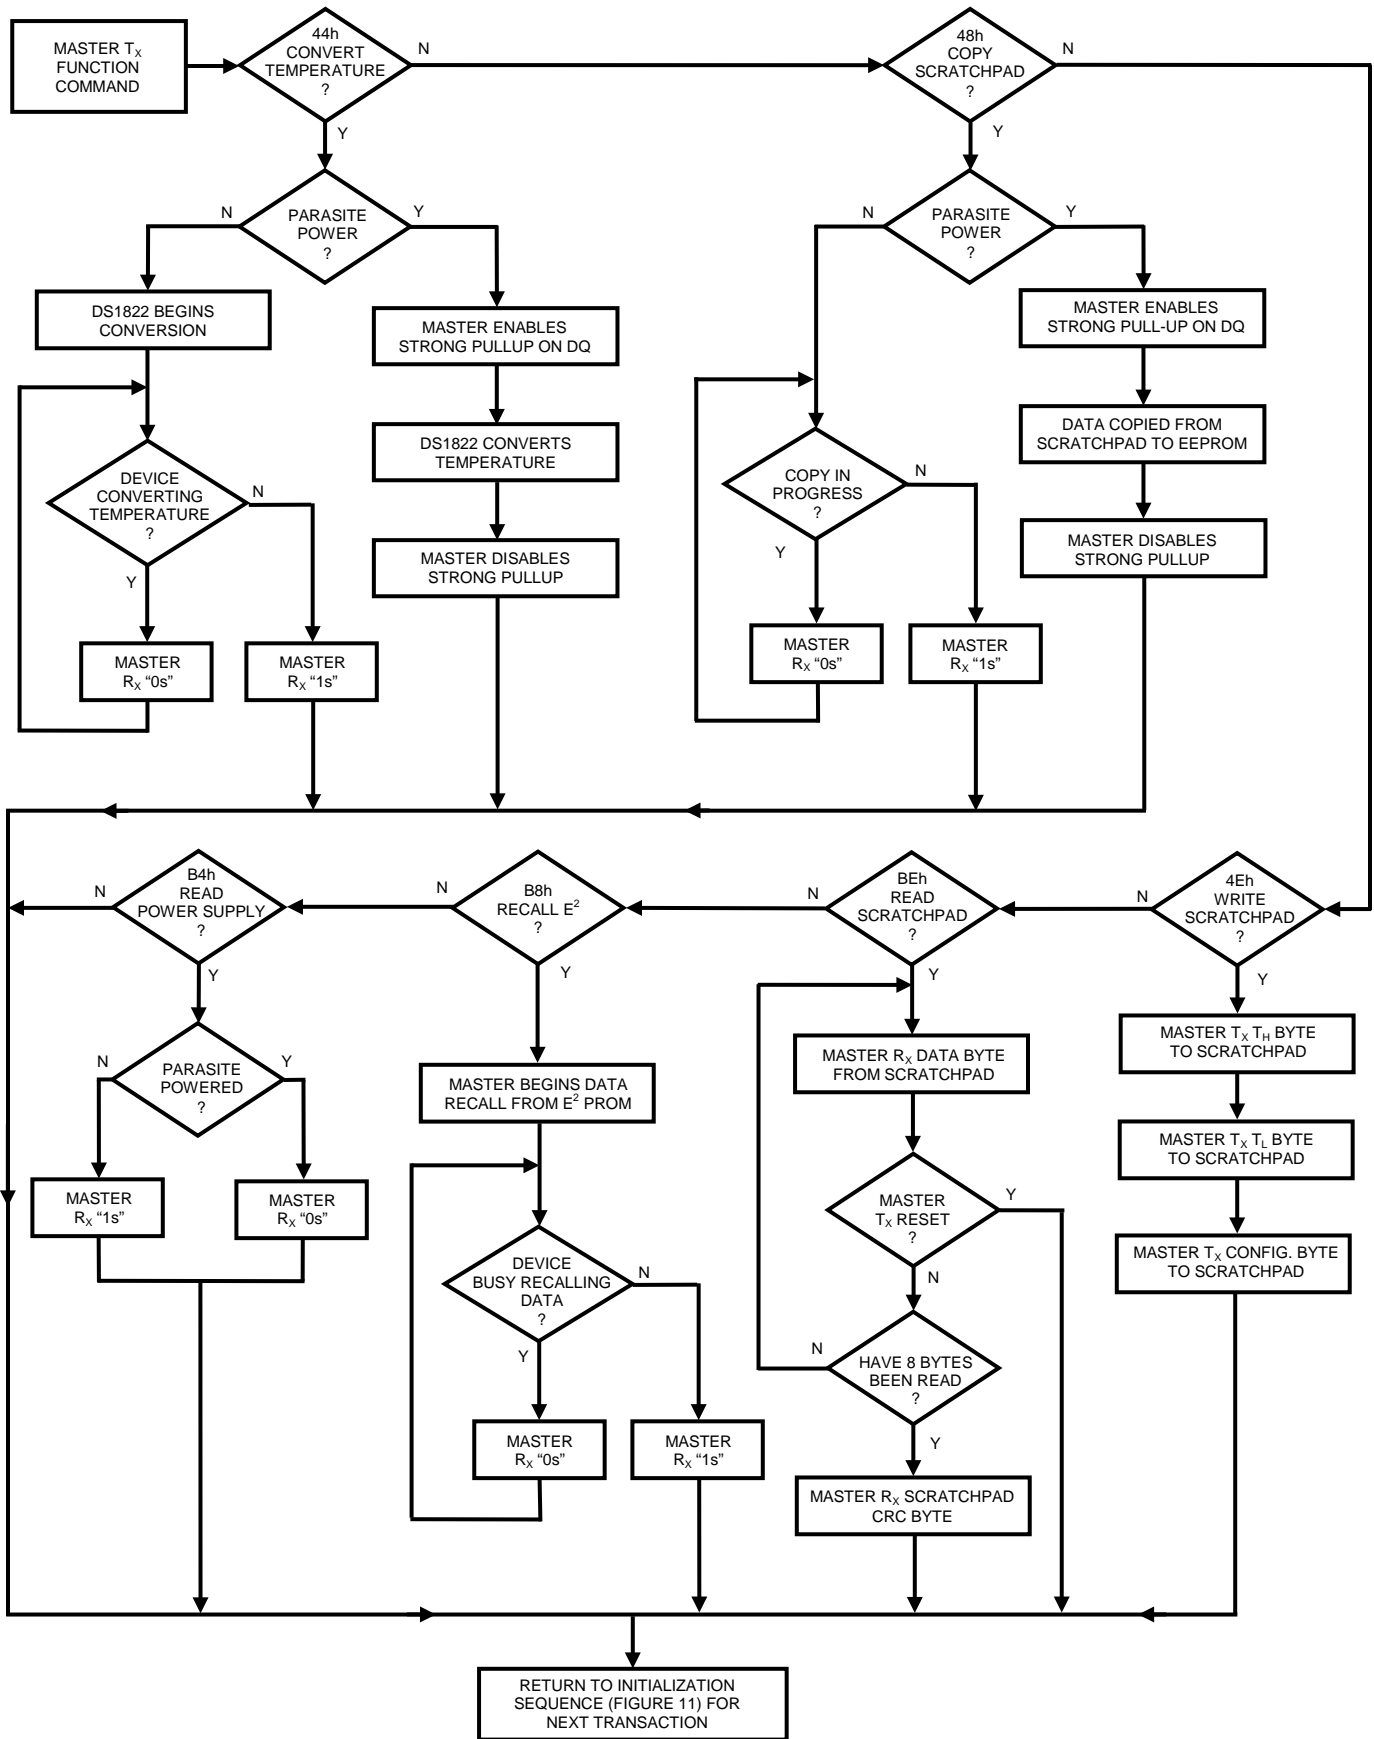 MASTER TX
FUNCTION
COMMAND
44h
CONVERT
TEMPERATURE
?
N
Y
48h
COPY
SCRATCHPAD
?
N
Y
PARASITE
POWER
?
N
Y
DS1822 BEGINS
CONVERSION
MASTER ENABLES
STRONG PULLUP ON DQ
DEVICE
CONVERTING
TEMPERATURE
?
N
Y
DS1822 CONVERTS
TEMPERATURE
MASTER DISABLES
STRONG PULLUP
MASTER
RX “0s”
MASTER
RX “1s”
PARASITE
POWER
?
N
Y
MASTER ENABLES
STRONG PULL-UP ON DQ
DATA COPIED FROM
SCRATCHPAD TO EEPROM
COPY IN
PROGRESS
?
N
Y
MASTER DISABLES
STRONG PULLUP
MASTER
RX “0s”
MASTER
RX “1s”
B4h
READ
POWER SUPPLY
?
N
Y
B8h
RECALL E2
?
N
Y
BEh
READ
SCRATCHPAD
?
N
Y
4Eh
WRITE
SCRATCHPAD
?
N
Y
PARASITE
POWERED
?
N
Y
MASTER
RX “1s”
MASTER
RX “0s”
MASTER BEGINS DATA
RECALL FROM E2 PROM
DEVICE
BUSY RECALLING
DATA
?
N
Y
MASTER
RX “0s”
MASTER
RX “1s”
MASTER RX DATA BYTE
FROM SCRATCHPAD
MASTER
TX RESET
?
Y
N
HAVE 8 BYTES
BEEN READ
?
N
Y
MASTER RX SCRATCHPAD
CRC BYTE
MASTER TX TH BYTE
TO SCRATCHPAD
MASTER TX TL BYTE
TO SCRATCHPAD
MASTER TX CONFIG. BYTE
TO SCRATCHPAD
RETURN TO INITIALIZATION
SEQUENCE (FIGURE 11) FOR
NEXT TRANSACTION